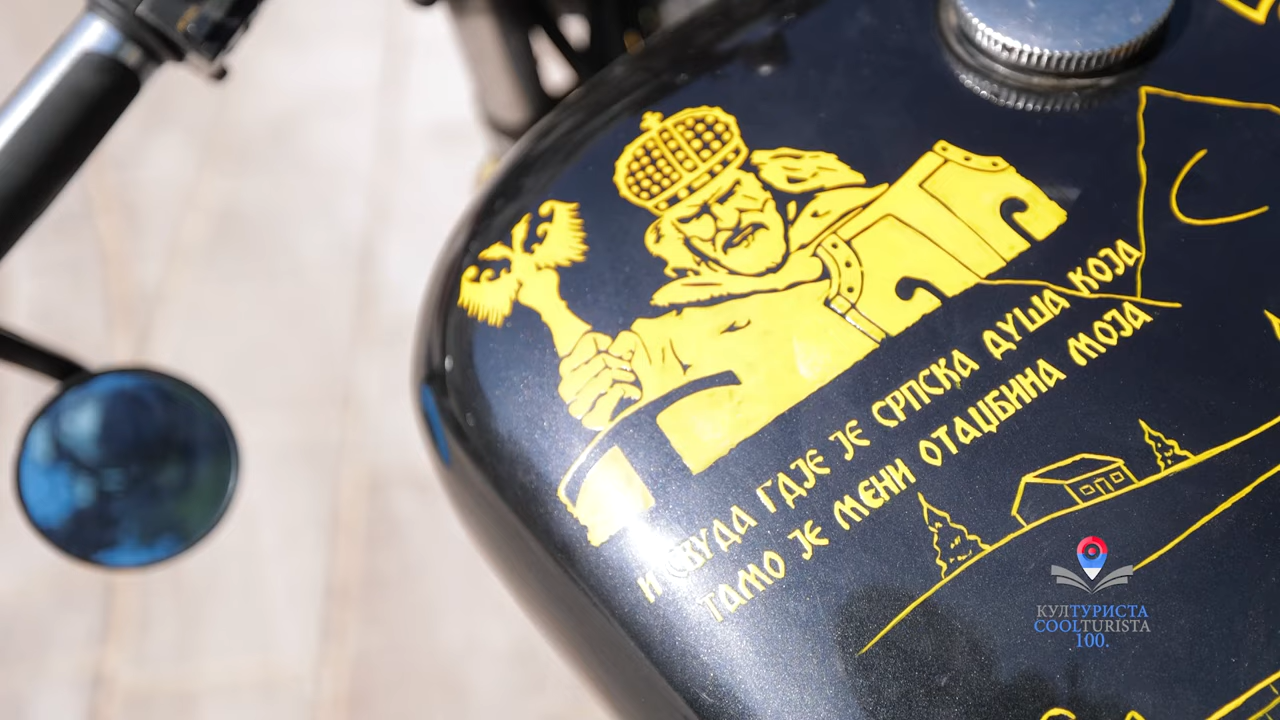 И СВУДА ГДЈЕ ЈЕ СРПСКА ДУША КОЈА
ТАМО ЈЕ МЕНИ ОТАЏБИНА МОЈА
КУЛТУРИСТА
COOLTURISTA
100.